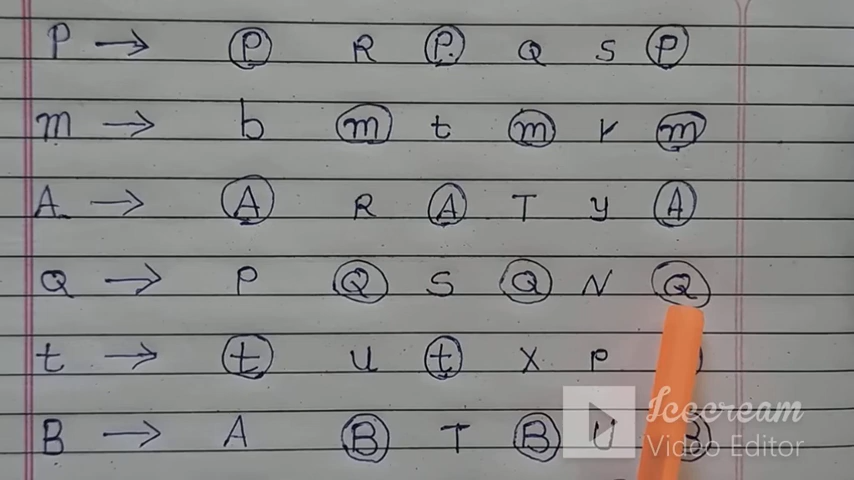 P → P R P. Q S P
m → b m t m r m
A → A R A T y A
Q → P Q S Q N Q
t → t u t X P
B → A B T B U B
Icecream
Video Editor